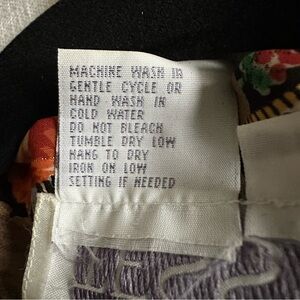 MACHINE WASH IN
GENTLE CYCLE OR
HAND WASH IN
COLD WATER
DO NOT BLEACH
TUMBLE DRY LOW
HANG TO DRY
IRON ON LOW
SETTING IF NEEDED